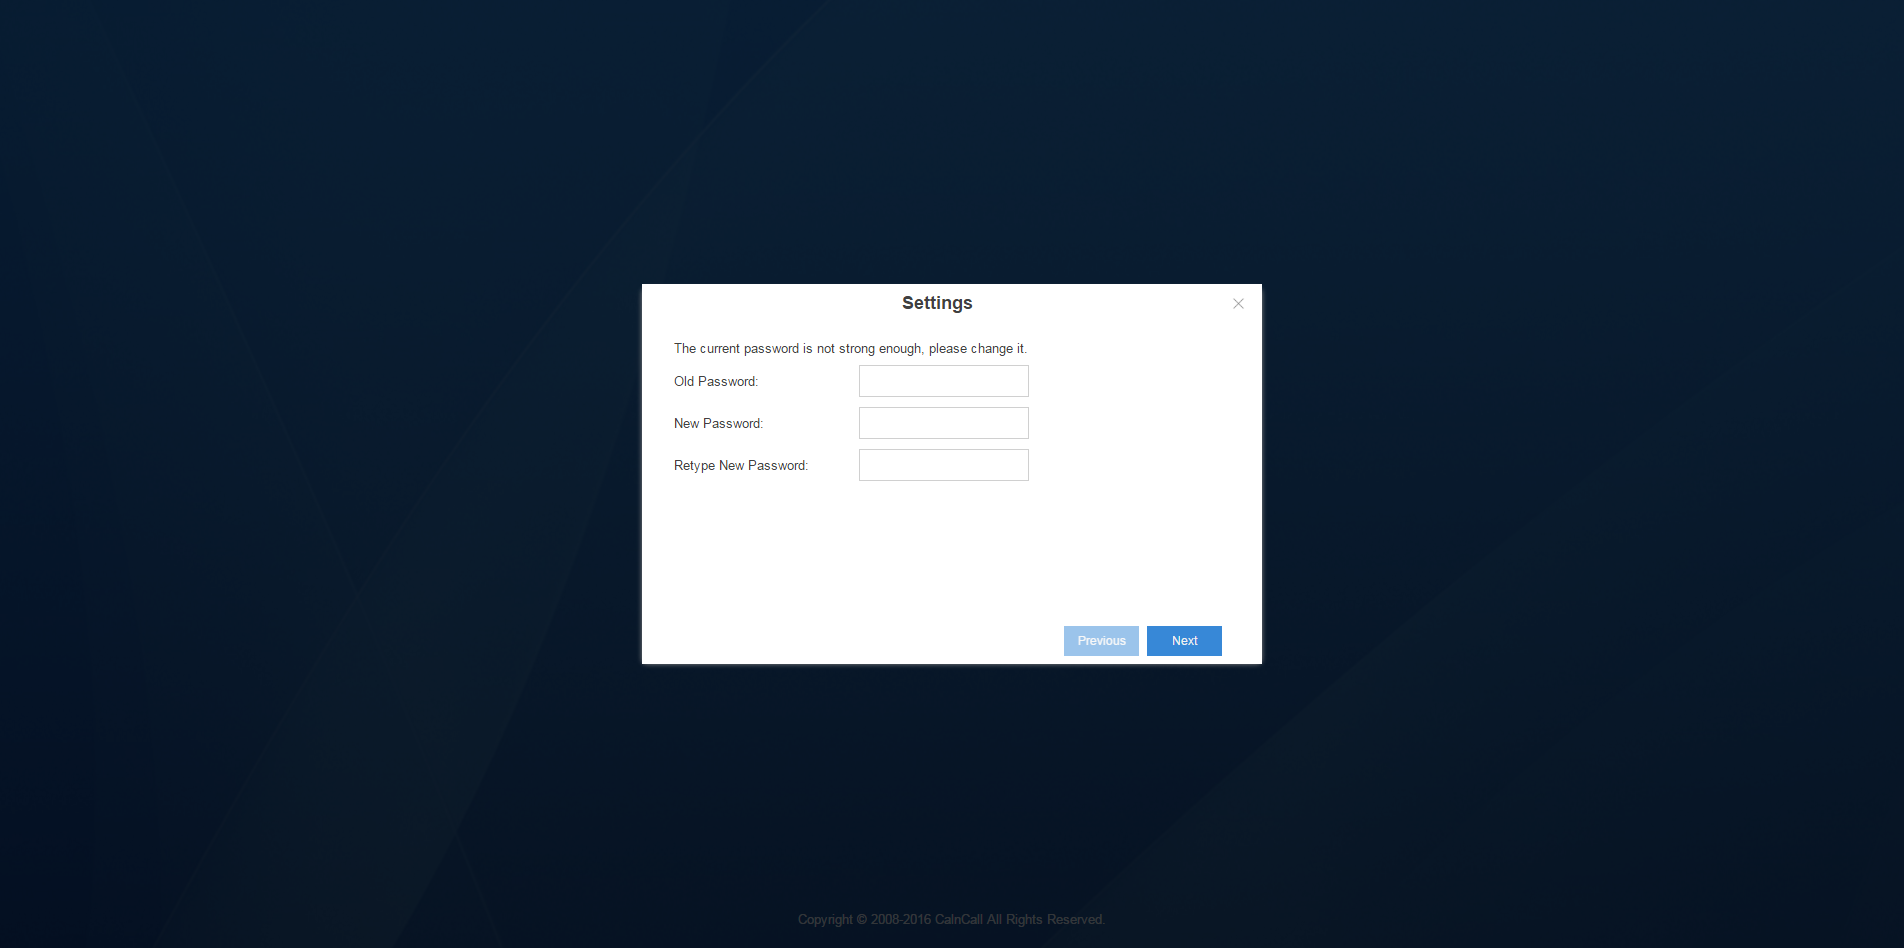 Settings
The current password is not strong enough, please change it.
Old Password:
New Password:
Retype New Password:
Previous
Next
Copyright © 2008-2016 CalnCall All Rights Reserved.